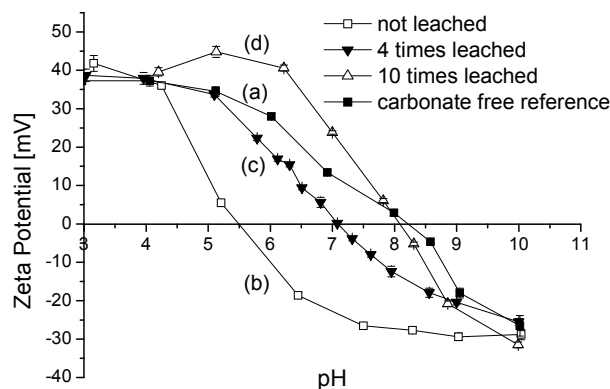 50
40
30
20
10
0
-10
-20
-30
-40
Zeta Potential [mV]
3 4 5 6 7 8 9 10 11
pH
(d)
(a)
(c)
(b)
not leached
4 times leached
10 times leached
carbonate free reference